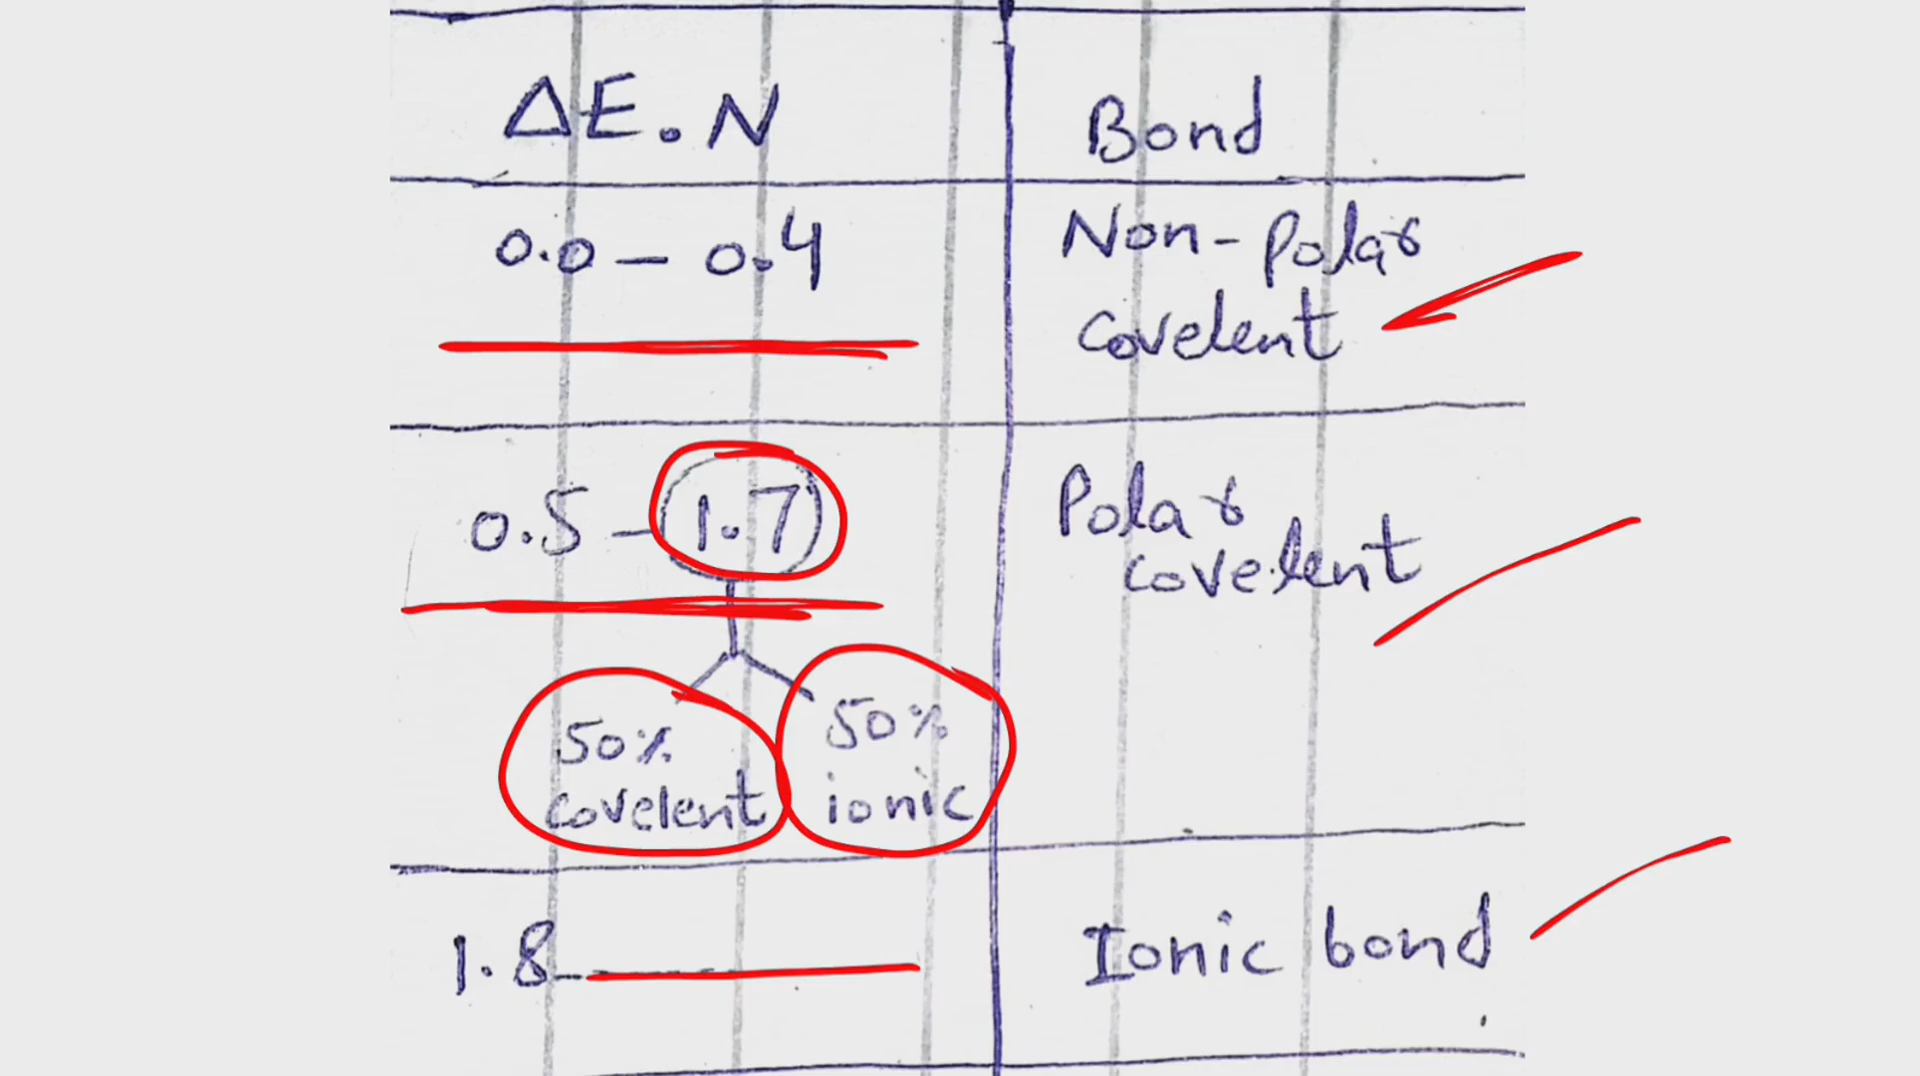 ΔE.N Bond
0.0 – 0.4 Non-Polar
covelent
0.5 – 1.7 Polar
covelent
50% 50%
covelent ionic
1.8 – Ionic bond